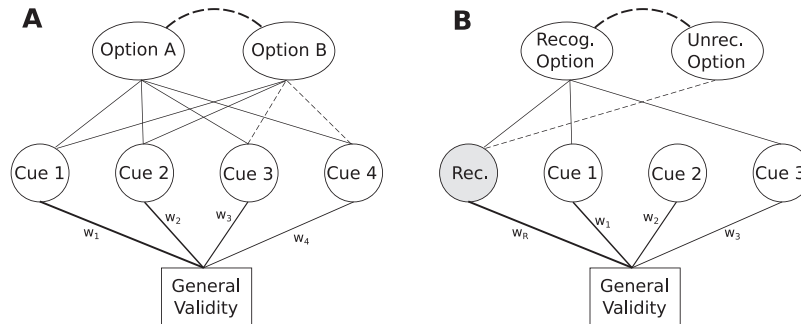 A
Option A
Option B
Cue 1
Cue 2
Cue 3
Cue 4
w1
w2
w3
w4
General
Validity
B
Recog.
Option
Unrec.
Option
Rec.
Cue 1
Cue 2
Cue 3
wR
w1
w2
w3
General
Validity